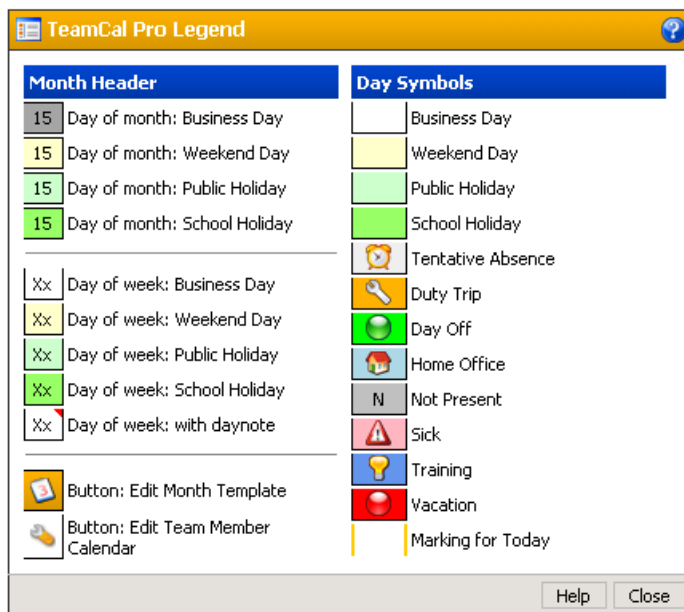 TeamCal Pro Legend
?
Month Header
15 Day of month: Business Day
15 Day of month: Weekend Day
15 Day of month: Public Holiday
15 Day of month: School Holiday
Xx Day of week: Business Day
Xx Day of week: Weekend Day
Xx Day of week: Public Holiday
Xx Day of week: School Holiday
Xx Day of week: with daynote
3 Button: Edit Month Template
Button: Edit Team Member
Calendar
Day Symbols
Business Day
Weekend Day
Public Holiday
School Holiday
Tentative Absence
Duty Trip
Day Off
Home Office
N Not Present
Sick
Training
Vacation
Marking for Today
Help Close